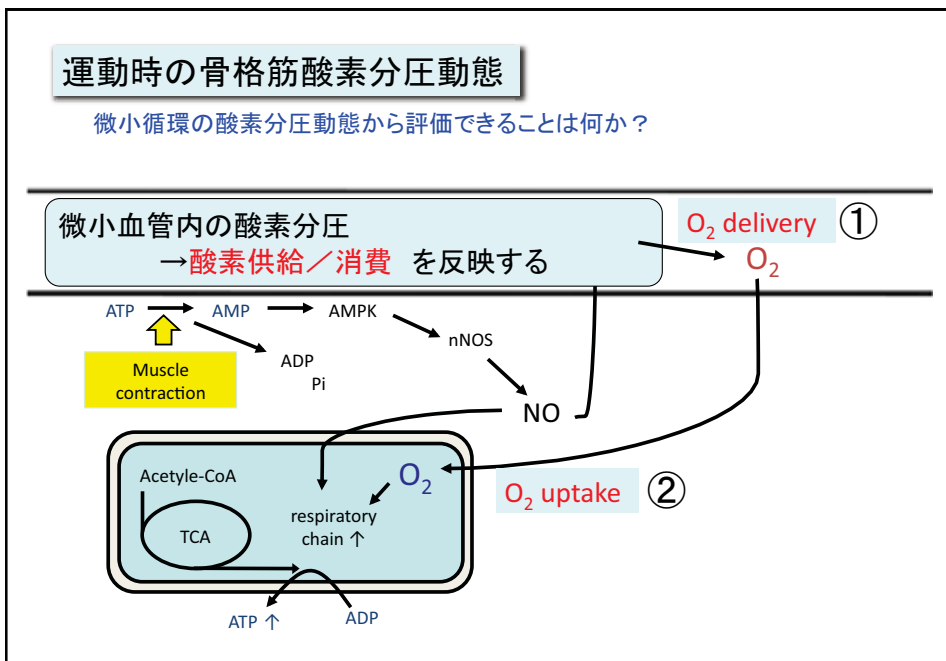 運動時の骨格筋酸素分圧動態
微小循環の酸素分圧動態から評価できることは何か？
微小血管内の酸素分圧
→酸素供給／消費 を反映する
O₂ delivery ①
O₂
ATP AMP AMPK
nNOS
Muscle
contraction
ADP
Pi
NO
Acetyle-CoA
O₂
O₂ uptake ②
respiratory
chain ↑
TCA
ATP ↑ ADP